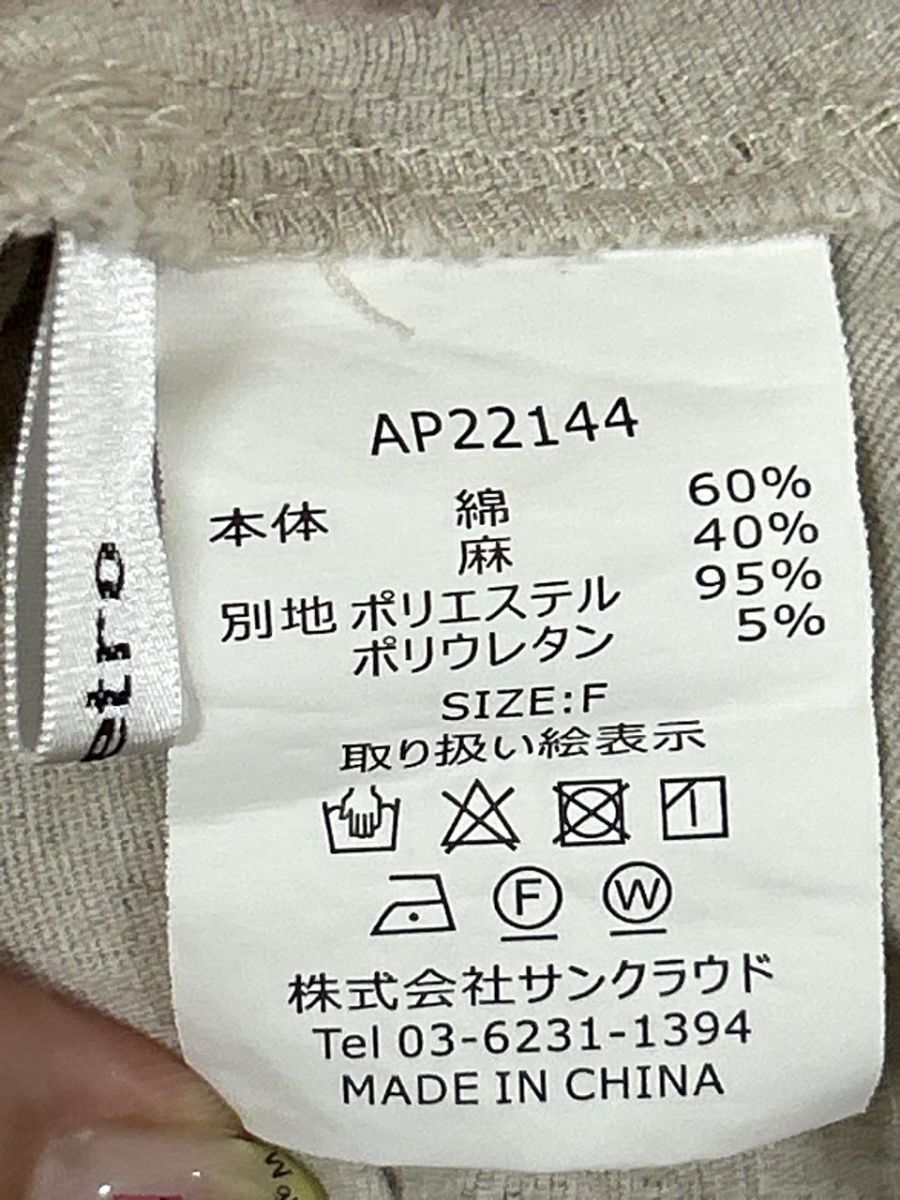 AP22144
本体 綿 60%
麻 40%
別地 ポリエステル 95%
ポリウレタン 5%
SIZE:F
取り扱い絵表示
F W
株式会社サンクラウド
Tel 03-6231-1394
MADE IN CHINA
etro